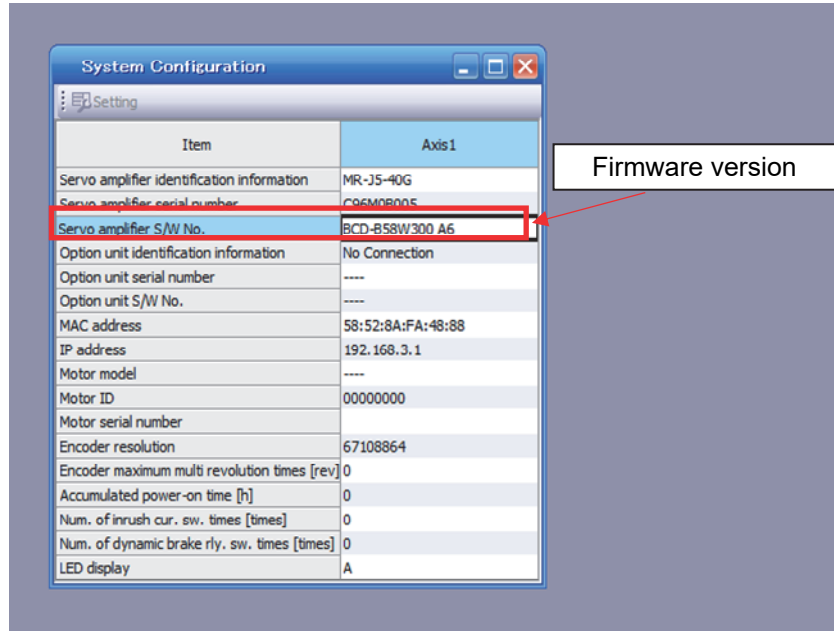 System Configuration
Setting
Item Axis1
Firmware version
Servo amplifier identification information MR-J5-40G
Servo amplifier serial number C96M0B005
Servo amplifier S/W No. BCD-B58W300 A6
Option unit identification information No Connection
Option unit serial number ----
Option unit S/W No. ----
MAC address 58:52:8A:FA:48:88
IP address 192.168.3.1
Motor model ----
Motor ID 00000000
Motor serial number
Encoder resolution 67108864
Encoder maximum multi revolution times [rev] 0
Accumulated power-on time [h] 0
Num. of inrush cur. sw. times [times] 0
Num. of dynamic brake rly. sw. times [times] 0
LED display A